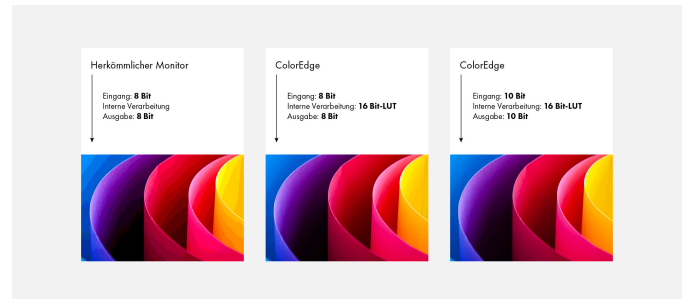 Herkömmlicher Monitor
Eingang: 8 Bit
Interne Verarbeitung
Ausgabe: 8 Bit
ColorEdge
Eingang: 8 Bit
Interne Verarbeitung: 16 Bit-LUT
Ausgabe: 8 Bit
ColorEdge
Eingang: 10 Bit
Interne Verarbeitung: 16 Bit-LUT
Ausgabe: 10 Bit